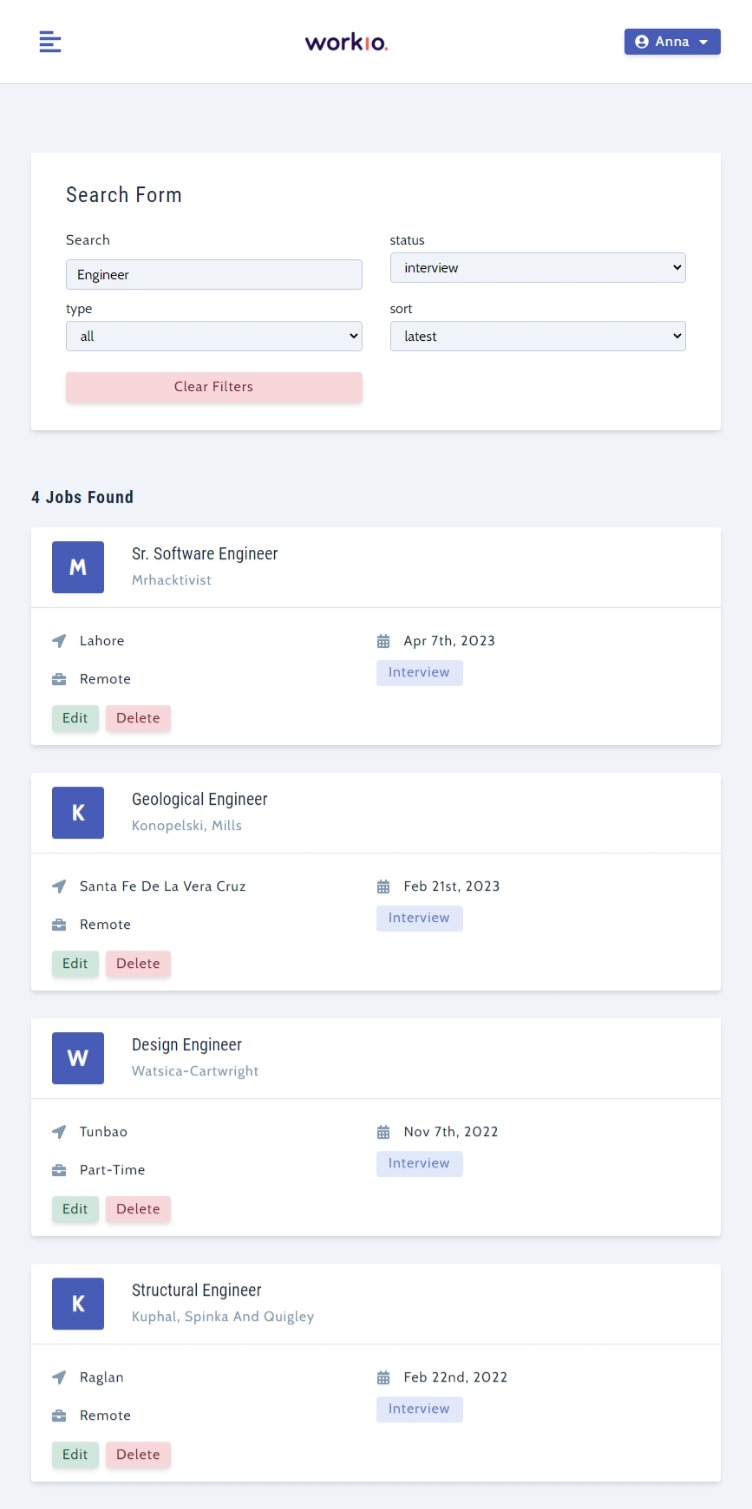 workio.
Anna
Search Form
Search
status
Engineer
interview
type
sort
all
latest
Clear Filters
4 Jobs Found
M
Sr. Software Engineer
Mrhacktivist
Lahore
Apr 7th, 2023
Remote
Interview
Edit
Delete
K
Geological Engineer
Konopelski, Mills
Santa Fe De La Vera Cruz
Feb 21st, 2023
Remote
Interview
Edit
Delete
W
Design Engineer
Watsica-Cartwright
Tunbao
Nov 7th, 2022
Part-Time
Interview
Edit
Delete
K
Structural Engineer
Kuphal, Spinka And Quigley
Raglan
Feb 22nd, 2022
Remote
Interview
Edit
Delete